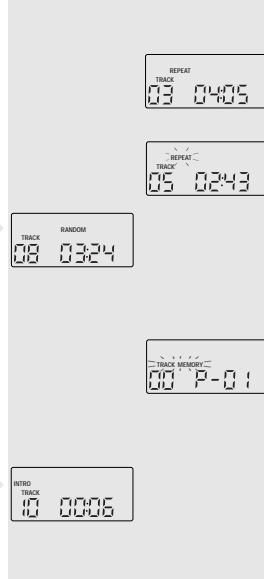 REPEAT
TRACK
03 04:05
REPEAT
TRACK
05 02:43
RANDOM
TRACK
08 03:24
TRACK MEMORY
00 P-01
INTRO
TRACK
10 00:06